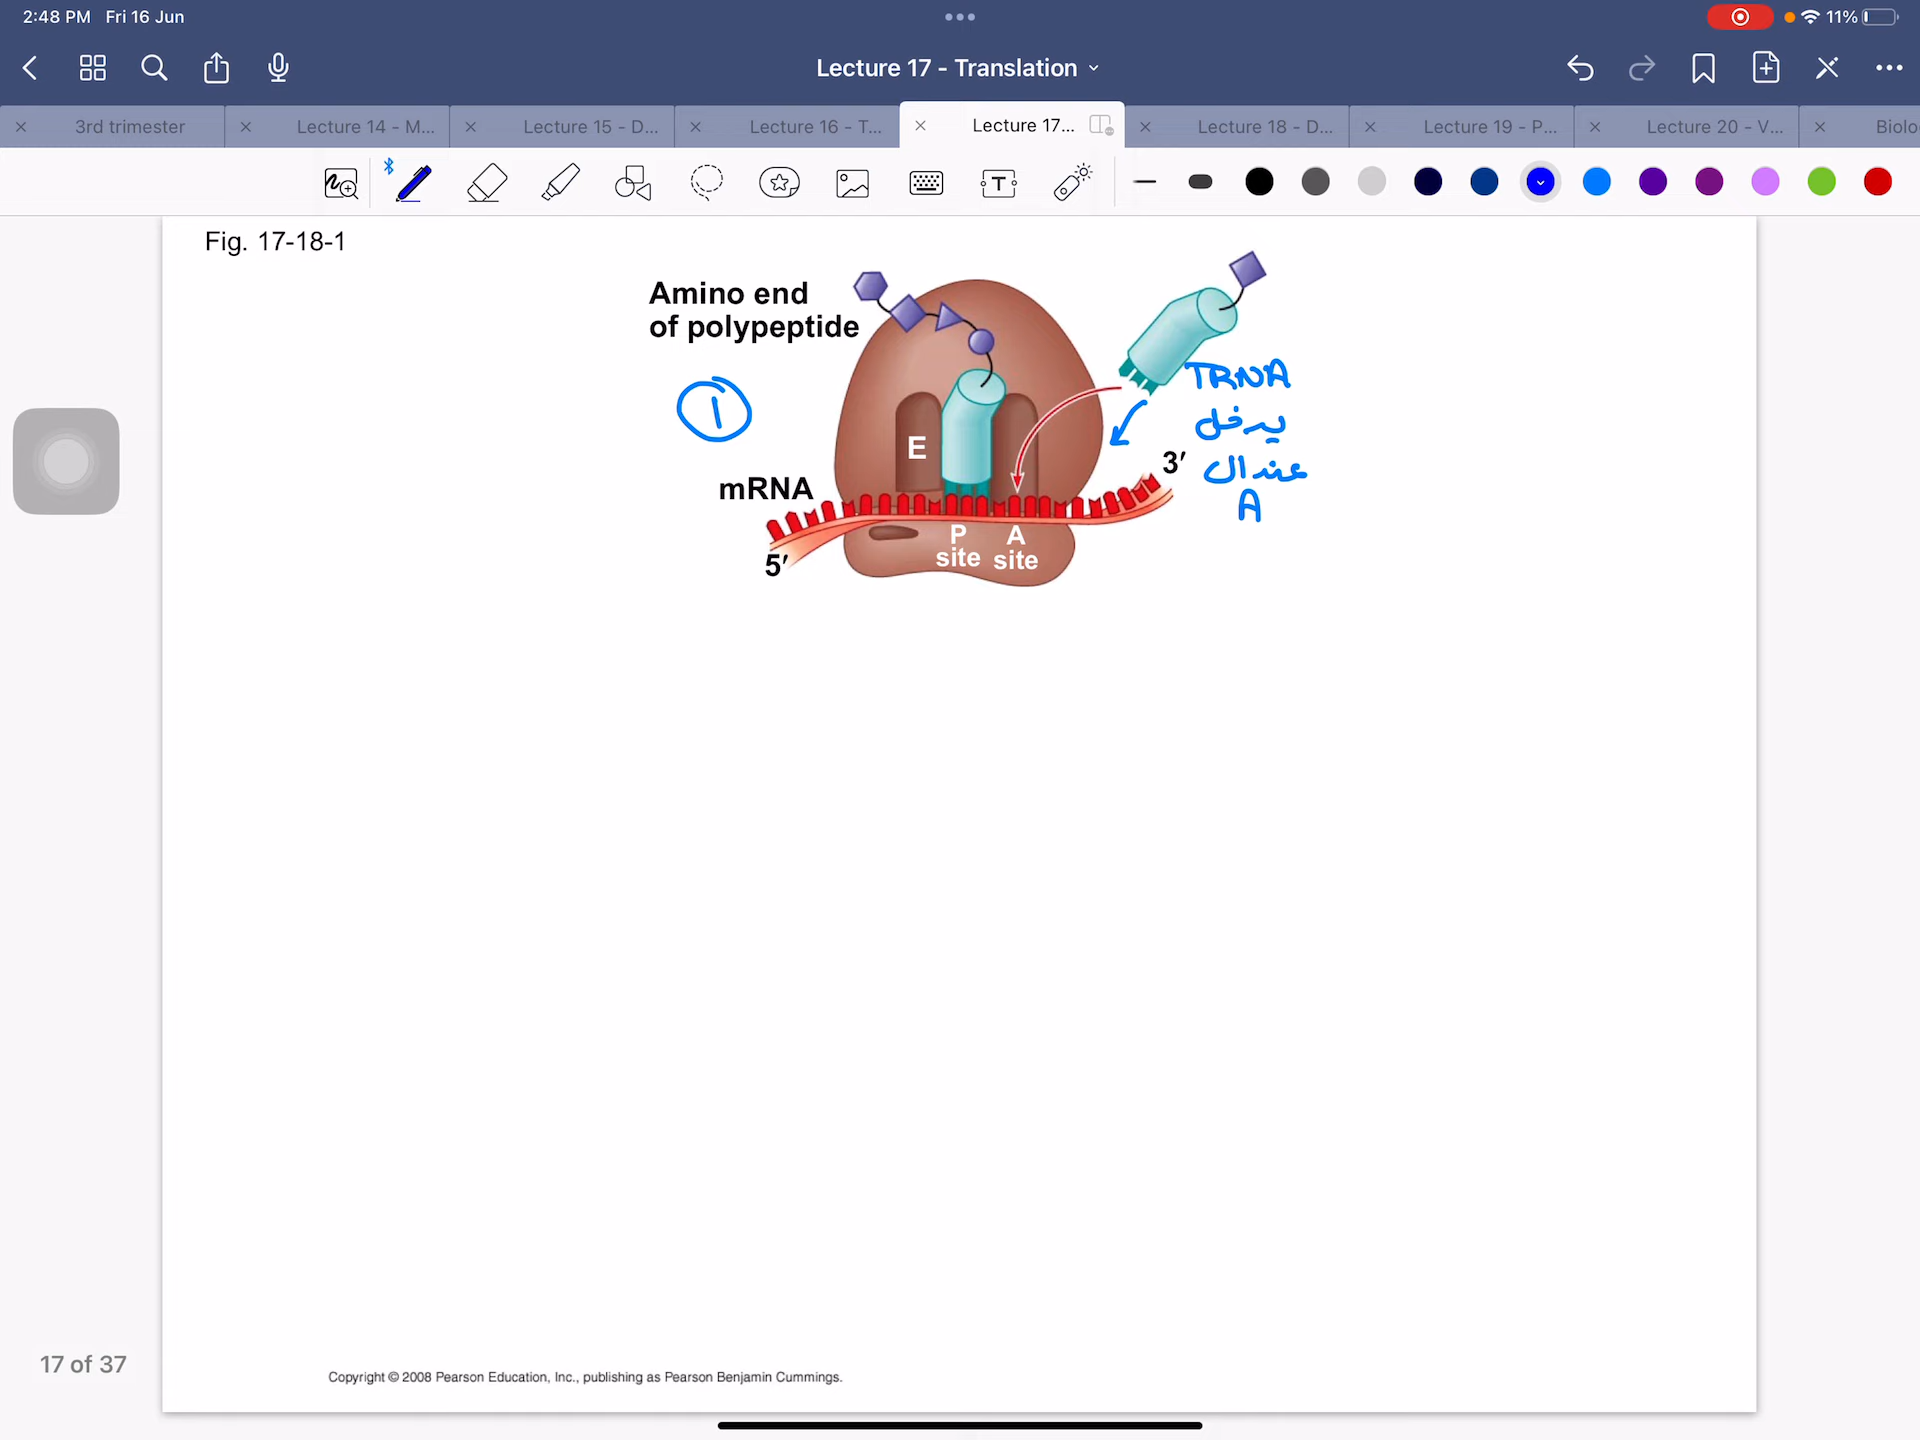 2:48 PM Fri 16 Jun
11%
Lecture 17 - Translation
3rd trimester
Lecture 14 - M...
Lecture 15 - D...
Lecture 16 - T...
Lecture 17...
Lecture 18 - D...
Lecture 19 - P...
Lecture 20 - V...
Biolo
T
Fig. 17-18-1
Amino end
of polypeptide
1
TRNA
يدخل
عند ال
A
E
mRNA
3′
5′
P
site
A
site
17 of 37
Copyright © 2008 Pearson Education, Inc., publishing as Pearson Benjamin Cummings.